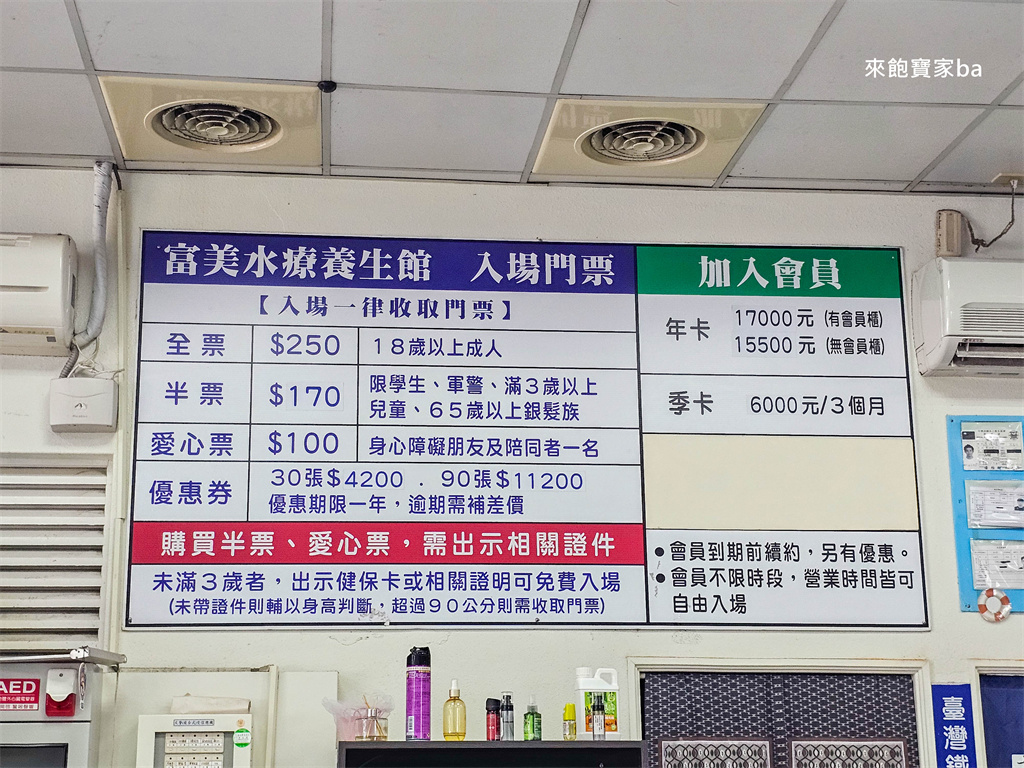 來飽寶家ba
富美水療養生館 入場門票
【入場一律收取門票】
全票 $250 18歲以上成人
半票 $170 限學生、軍警、滿3歲以上
兒童、65歲以上銀髮族
愛心票 $100 身心障礙朋友及陪同者一名
優惠券 30張$4200 . 90張$11200
優惠期限一年，逾期需補差價
購買半票、愛心票，需出示相關證件
未滿3歲者，出示健保卡或相關證明可免費入場
(未帶證件則輔以身高判斷，超過90公分則需收取門票)
加入會員
年卡 17000元 (有會員櫃)
15500元 (無會員櫃)
季卡 6000元/3個月
●會員到期前續約，另有優惠。
●會員不限時段，營業時間皆可
自由入場
AED
臺灣鐵